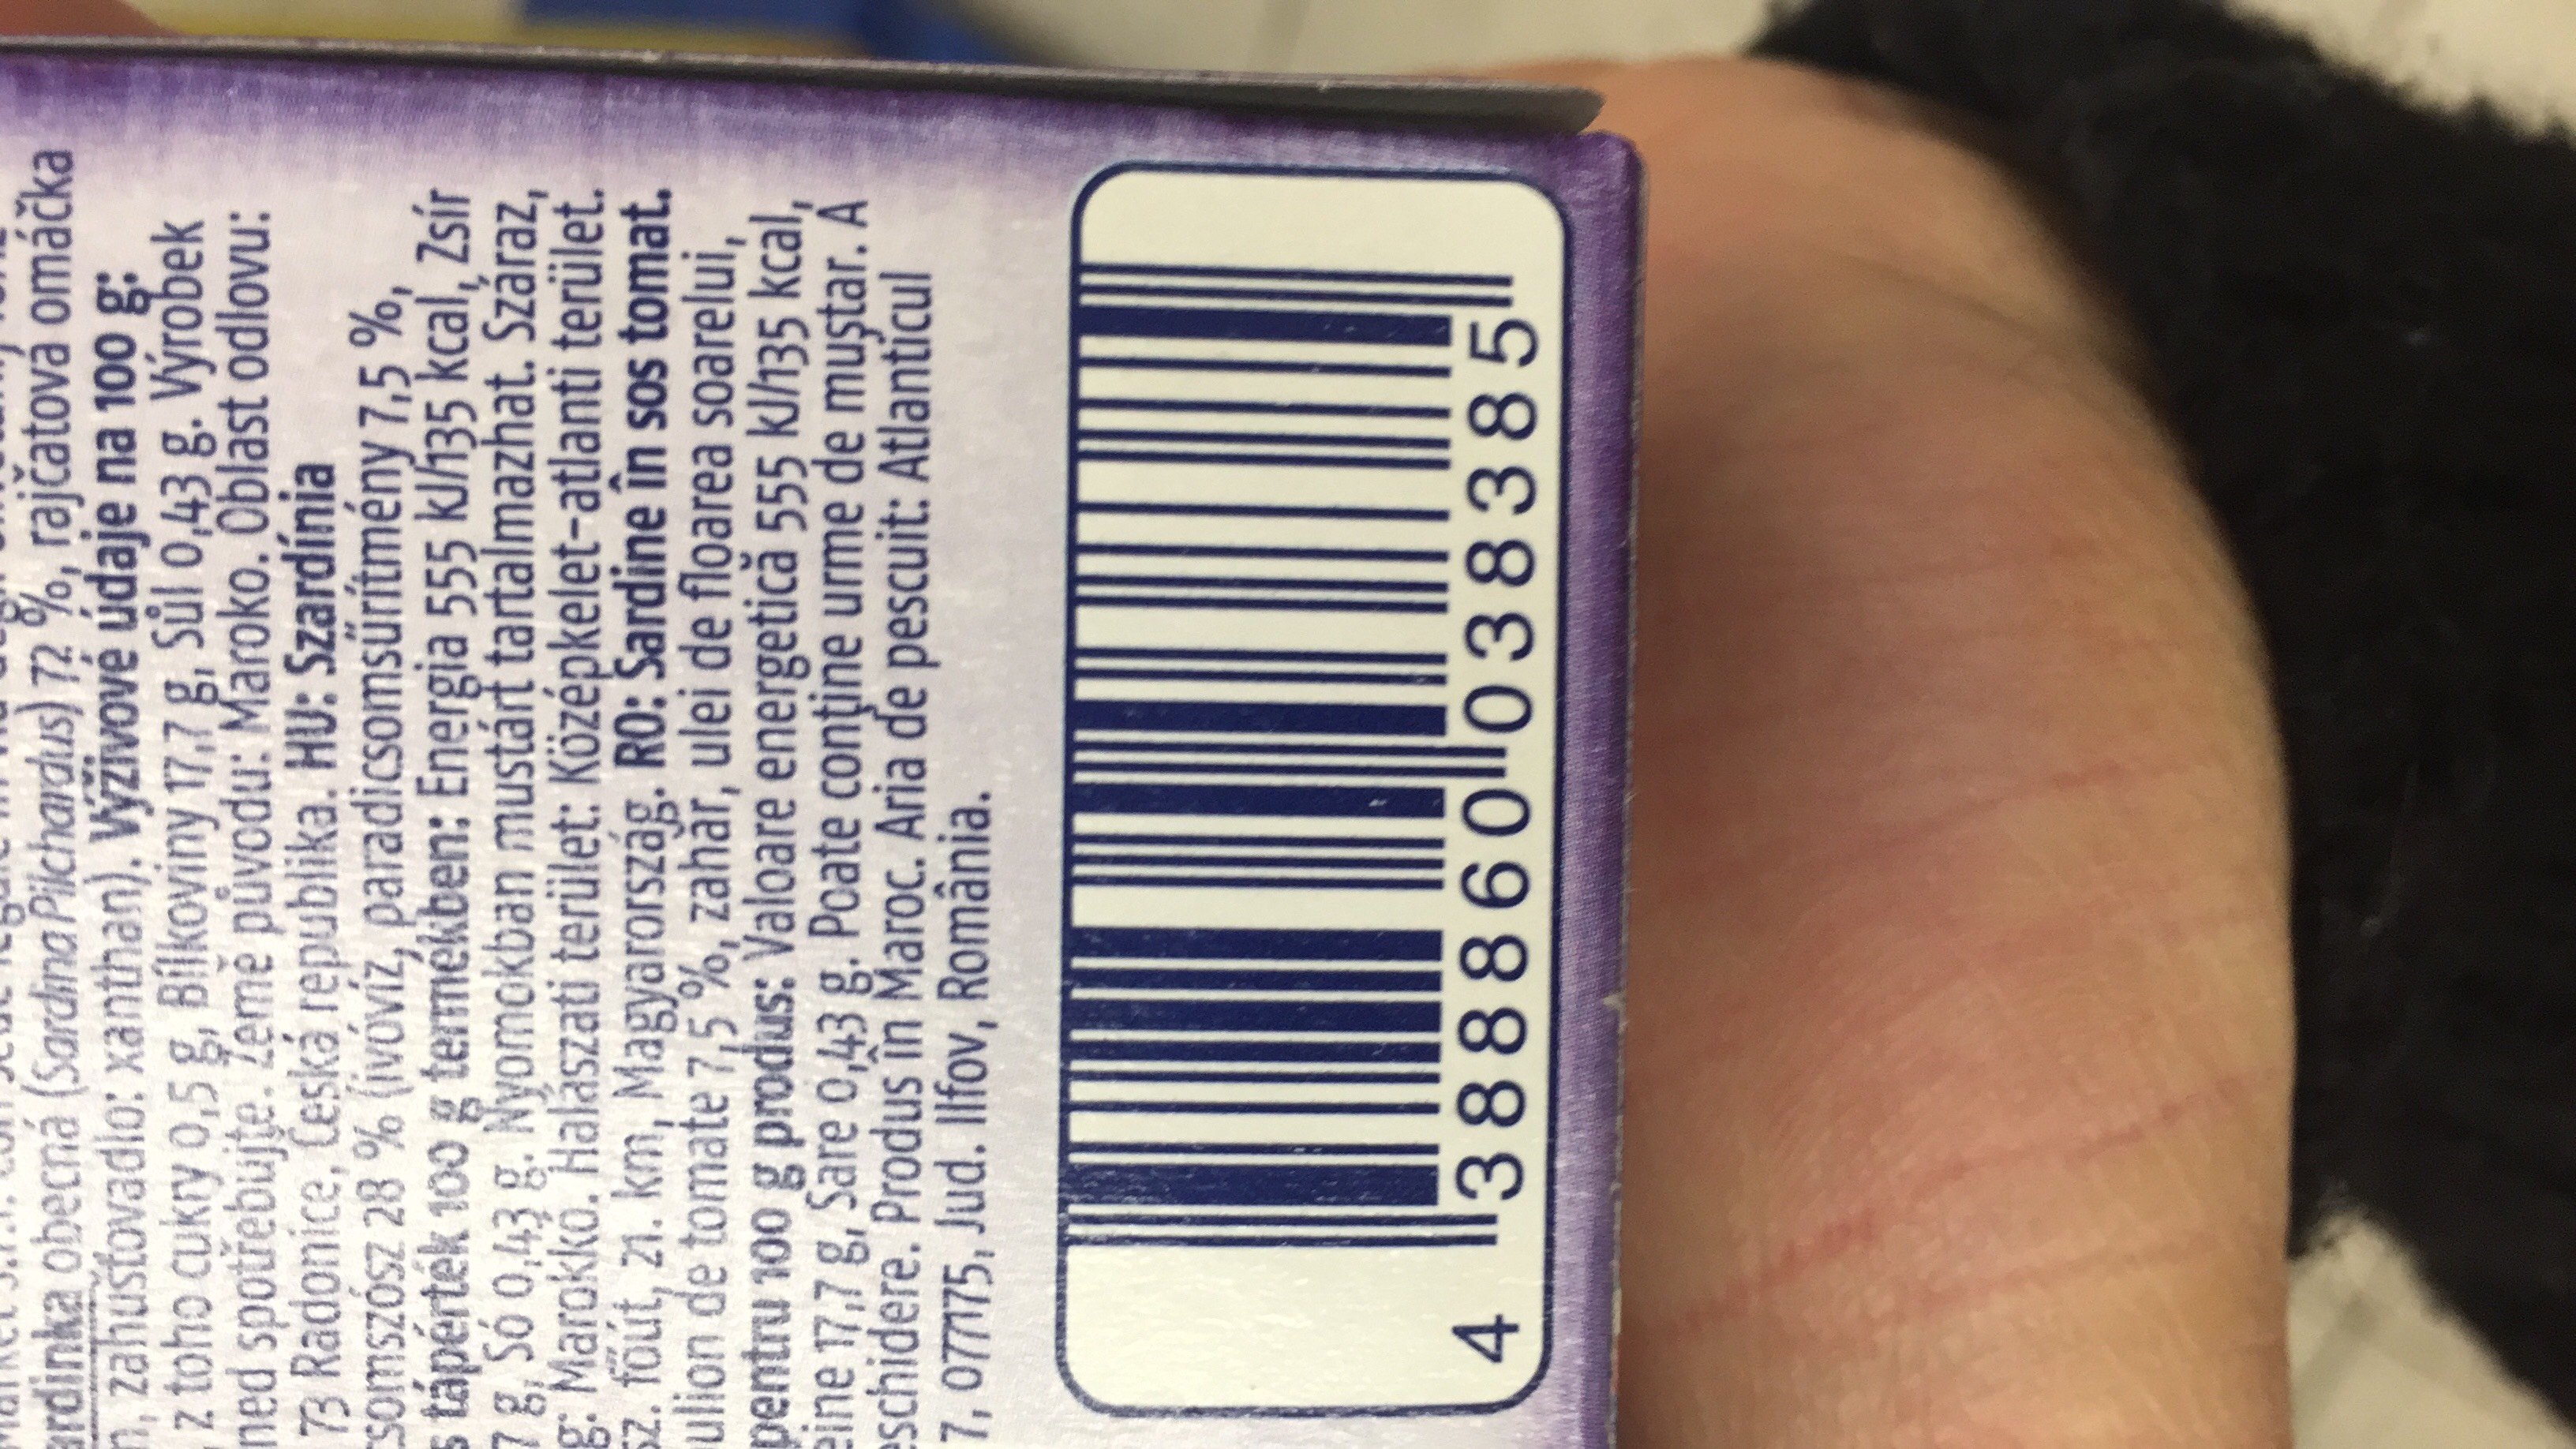 ardinka obecná (Sardina Pilchardus) 72 %, rajčatová omáčka
n, zahušťovadlo: xanthan). Výživové údaje na 100 g:
, z toho cukry 0,5 g, Bílkoviny 17,7 g, Sůl 0,43 g. Výrobek
hned spotřebujte. Země původu: Maroko. Oblast odlovu:
73 Radonice, Česká republika. HU: Szardínia
csomszósz 28 % (ivóvíz, paradicsomsűrítmény 7,5 %,
s tápérték 100 g termékben: Energia 555 kJ/135 kcal, Zsír
7 g, Só 0,43 g. Nyomokban mustárt tartalmazhat. Száraz,
g: Marokkó. Halászati terület: Középkelet-atlanti terület.
sz. főút, 21. km, Magyarország. RO: Sardine în sos tomat.
ulion de tomate 7,5 %, zahăr, ulei de floarea soarelui,
pentru 100 g produs: Valoare energetică 555 kJ/135 kcal,
eine 17,7 g, Sare 0,43 g. Poate conține urme de muștar. A
eschidere. Produs în Maroc. Aria de pescuit: Atlanticul
7, 077175, Jud. Ilfov, România.
4 388860 038385